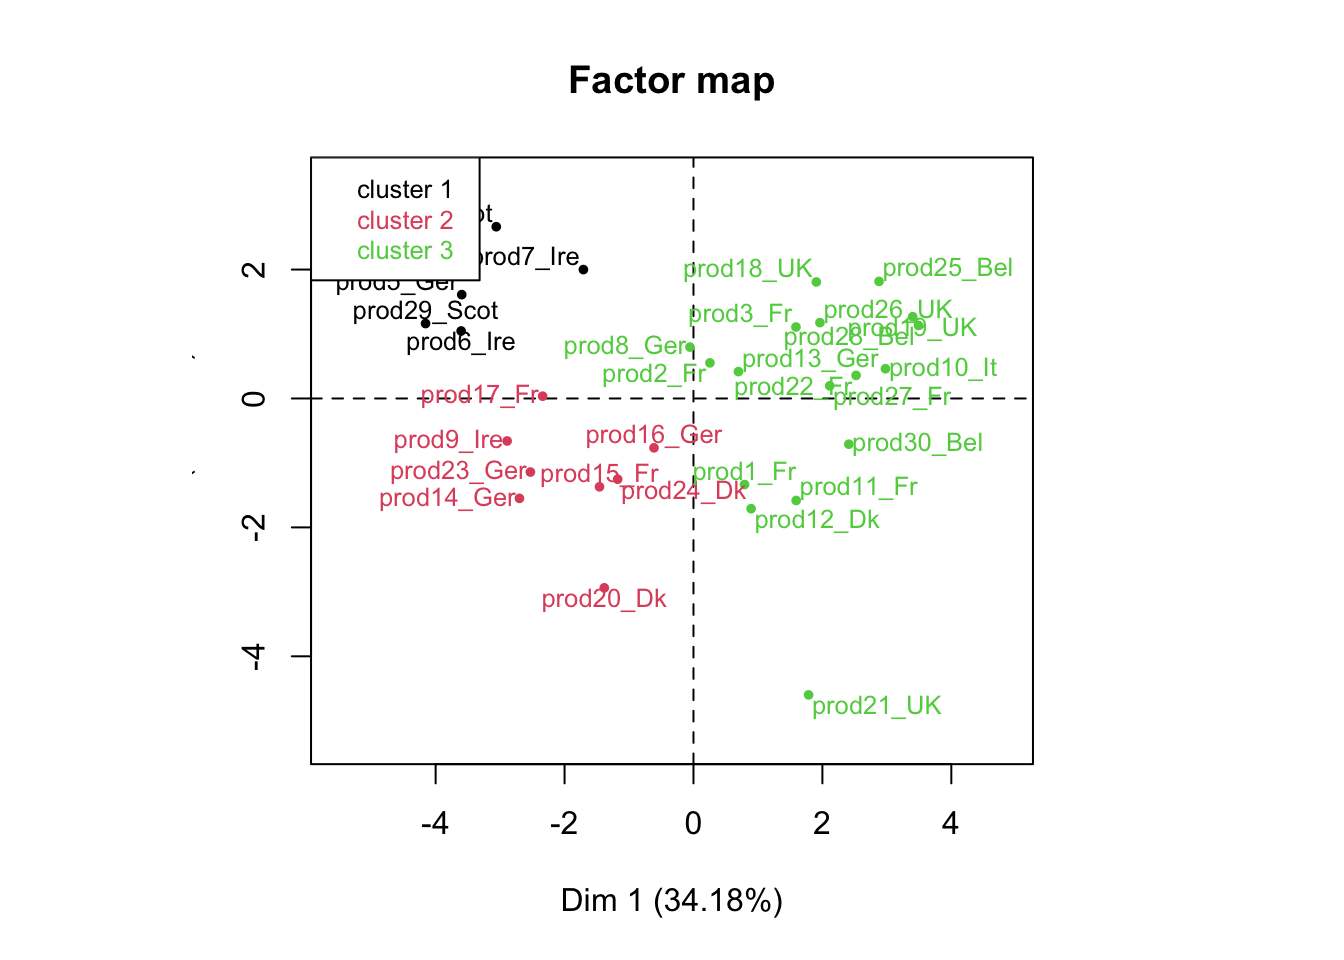 Factor map
cluster 1
cluster 2
cluster 3
prod7_Ire
prod5_Ger
prod29_Scot
prod6_Ire
prod18_UK
prod25_Bel
prod3_Fr
prod26_UK
prod19_UK
prod28_Bel
prod8_Ger
prod13_Ger
prod2_Fr
prod10_It
prod22_Fr
prod27_Fr
prod17_Fr
prod9_Ire
prod16_Ger
prod30_Bel
prod23_Ger
prod15_Fr
prod1_Fr
prod14_Ger
prod24_Dk
prod11_Fr
prod12_Dk
prod20_Dk
prod21_UK
2
0
-2
-4
-4 -2 0 2 4
Dim 1 (34.18%)